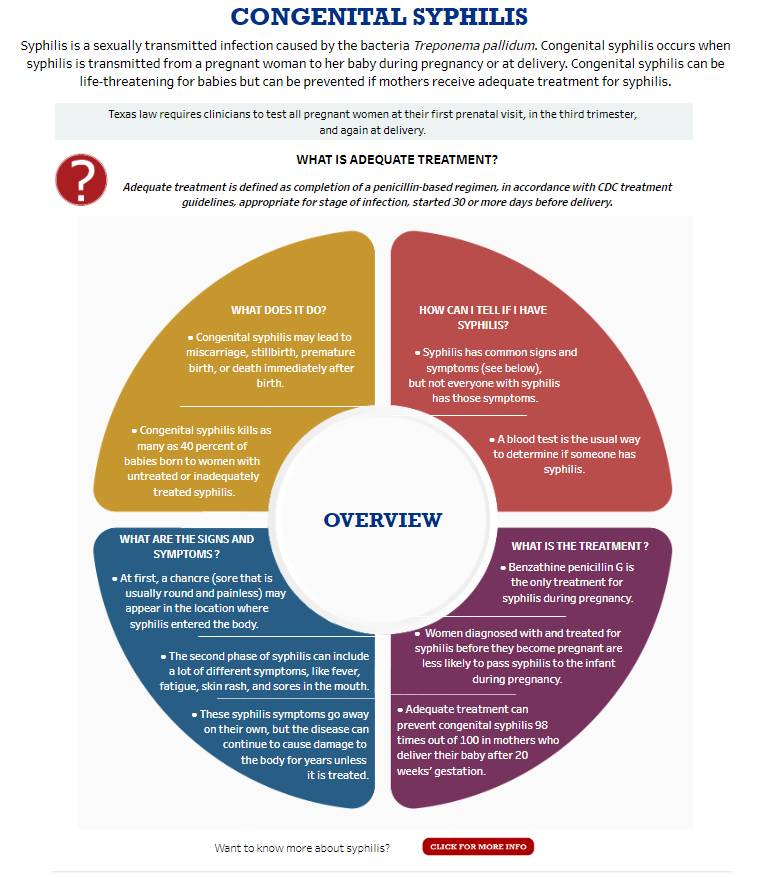 CONGENITAL SYPHILIS
Syphilis is a sexually transmitted infection caused by the bacteria Treponema pallidum. Congenital syphilis occurs when
syphilis is transmitted from a pregnant woman to her baby during pregnancy or at delivery. Congenital syphilis can be
life-threatening for babies but can be prevented if mothers receive adequate treatment for syphilis.
Texas law requires clinicians to test all pregnant women at their first prenatal visit, in the third trimester,
and again at delivery.
?
WHAT IS ADEQUATE TREATMENT?
Adequate treatment is defined as completion of a penicillin-based regimen, in accordance with CDC treatment
guidelines, appropriate for stage of infection, started 30 or more days before delivery.
WHAT DOES IT DO?
• Congenital syphilis may lead to
miscarriage, stillbirth, premature
birth, or death immediately after
birth.
• Congenital syphilis kills as
many as 40 percent of
babies born to women with
untreated or inadequately
treated syphilis.
HOW CAN I TELL IF I HAVE
SYPHILIS?
• Syphilis has common signs and
symptoms (see below),
but not everyone with syphilis
has those symptoms.
• A blood test is the usual way
to determine if someone has
syphilis.
OVERVIEW
WHAT ARE THE SIGNS AND
SYMPTOMS?
• At first, a chancre (sore that is
usually round and painless) may
appear in the location where
syphilis entered the body.
• The second phase of syphilis can include
a lot of different symptoms, like fever,
fatigue, skin rash, and sores in the mouth.
• These syphilis symptoms go away
on their own, but the disease can
continue to cause damage to
the body for years unless
it is treated.
WHAT IS THE TREATMENT?
• Benzathine penicillin G is
the only treatment for
syphilis during pregnancy.
• Women diagnosed with and treated for
syphilis before they become pregnant are
less likely to pass syphilis to the infant
during pregnancy.
• Adequate treatment can
prevent congenital syphilis 98
times out of 100 in mothers who
deliver their baby after 20
weeks' gestation.
Want to know more about syphilis?
CLICK FOR MORE INFO